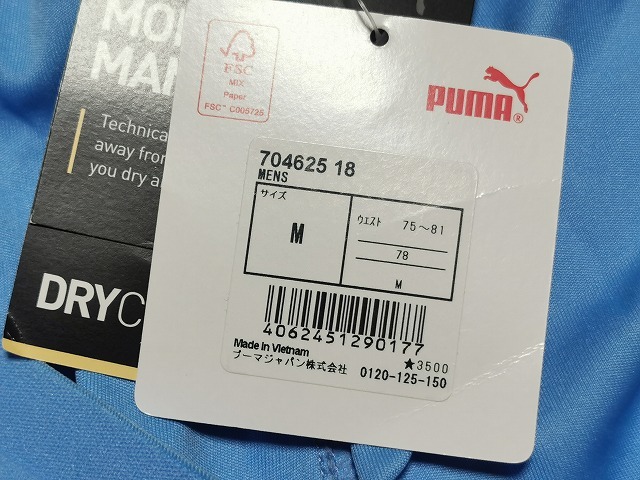 MOI
MAN
Technica
away from
you dry a
DRYC
FSC
MIX
Paper
FSC™ C005725
PUMA®
704625 18
MENS
サイズ
M
ウエスト 75～81
78
M
4062451290177
Made in Vietnam
★3500
プーマジャパン株式会社 0120-125-150